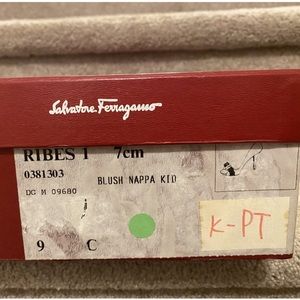 Salvatore Ferragamo
RIBES 1 7cm
0381303
BLUSH NAPPA KID
DG M 09680
9 C
K-PT